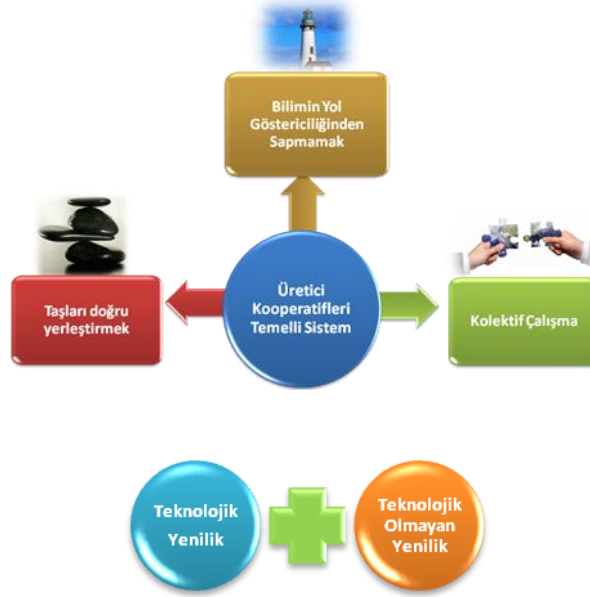 Bilimin Yol
Göstericiliğinden
Sapmamak
Taşları doğru
yerleştirmek
Üretici
Kooperatifleri
Temelli Sistem
Kolektif Çalışma
Teknolojik
Yenilik
Teknolojik
Olmayan
Yenilik